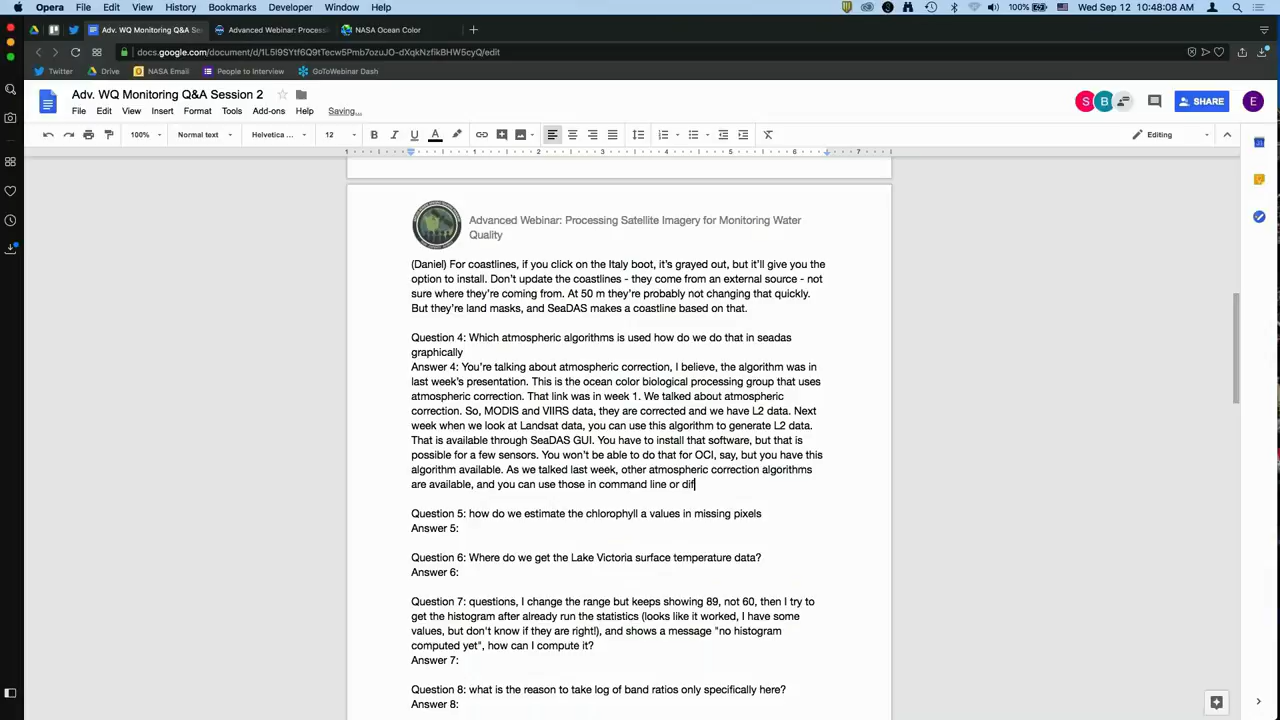 Opera File Edit View History Bookmarks Developer Window Help 100% Wed Sep 12 10:48:08 AM
Adv. WQ Monitoring Q&A Ses Advanced Webinar: Process NASA Ocean Color
docs.google.com/document/d/1L5I9SYtf6Q9tTecw5Pmb7ozuJO-dXqkNzfikBHW5cyQ/edit
Twitter Drive NASA Email People to Interview GoToWebinar Dash
Adv. WQ Monitoring Q&A Session 2
File Edit View Insert Format Tools Add-ons Help Saving...
S B SHARE E
100% Normal text Helvetica ... 12 B I U A Editing
1 1 2 3 4 5 6 7
Advanced Webinar: Processing Satellite Imagery for Monitoring Water
Quality
(Daniel) For coastlines, if you click on the Italy boot, it's grayed out, but it'll give you the
option to install. Don't update the coastlines - they come from an external source - not
sure where they're coming from. At 50 m they're probably not changing that quickly.
But they're land masks, and SeaDAS makes a coastline based on that.
Question 4: Which atmospheric algorithms is used how do we do that in seadas
graphically
Answer 4: You're talking about atmospheric correction, I believe, the algorithm was in
last week's presentation. This is the ocean color biological processing group that uses
atmospheric correction. That link was in week 1. We talked about atmospheric
correction. So, MODIS and VIIRS data, they are corrected and we have L2 data. Next
week when we look at Landsat data, you can use this algorithm to generate L2 data.
That is available through SeaDAS GUI. You have to install that software, but that is
possible for a few sensors. You won't be able to do that for OCI, say, but you have this
algorithm available. As we talked last week, other atmospheric correction algorithms
are available, and you can use those in command line or dif
Question 5: how do we estimate the chlorophyll a values in missing pixels
Answer 5:
Question 6: Where do we get the Lake Victoria surface temperature data?
Answer 6:
Question 7: questions, I change the range but keeps showing 89, not 60, then I try to
get the histogram after already run the statistics (looks like it worked, I have some
values, but don't know if they are right!), and shows a message "no histogram
computed yet", how can I compute it?
Answer 7:
Question 8: what is the reason to take log of band ratios only specifically here?
Answer 8: